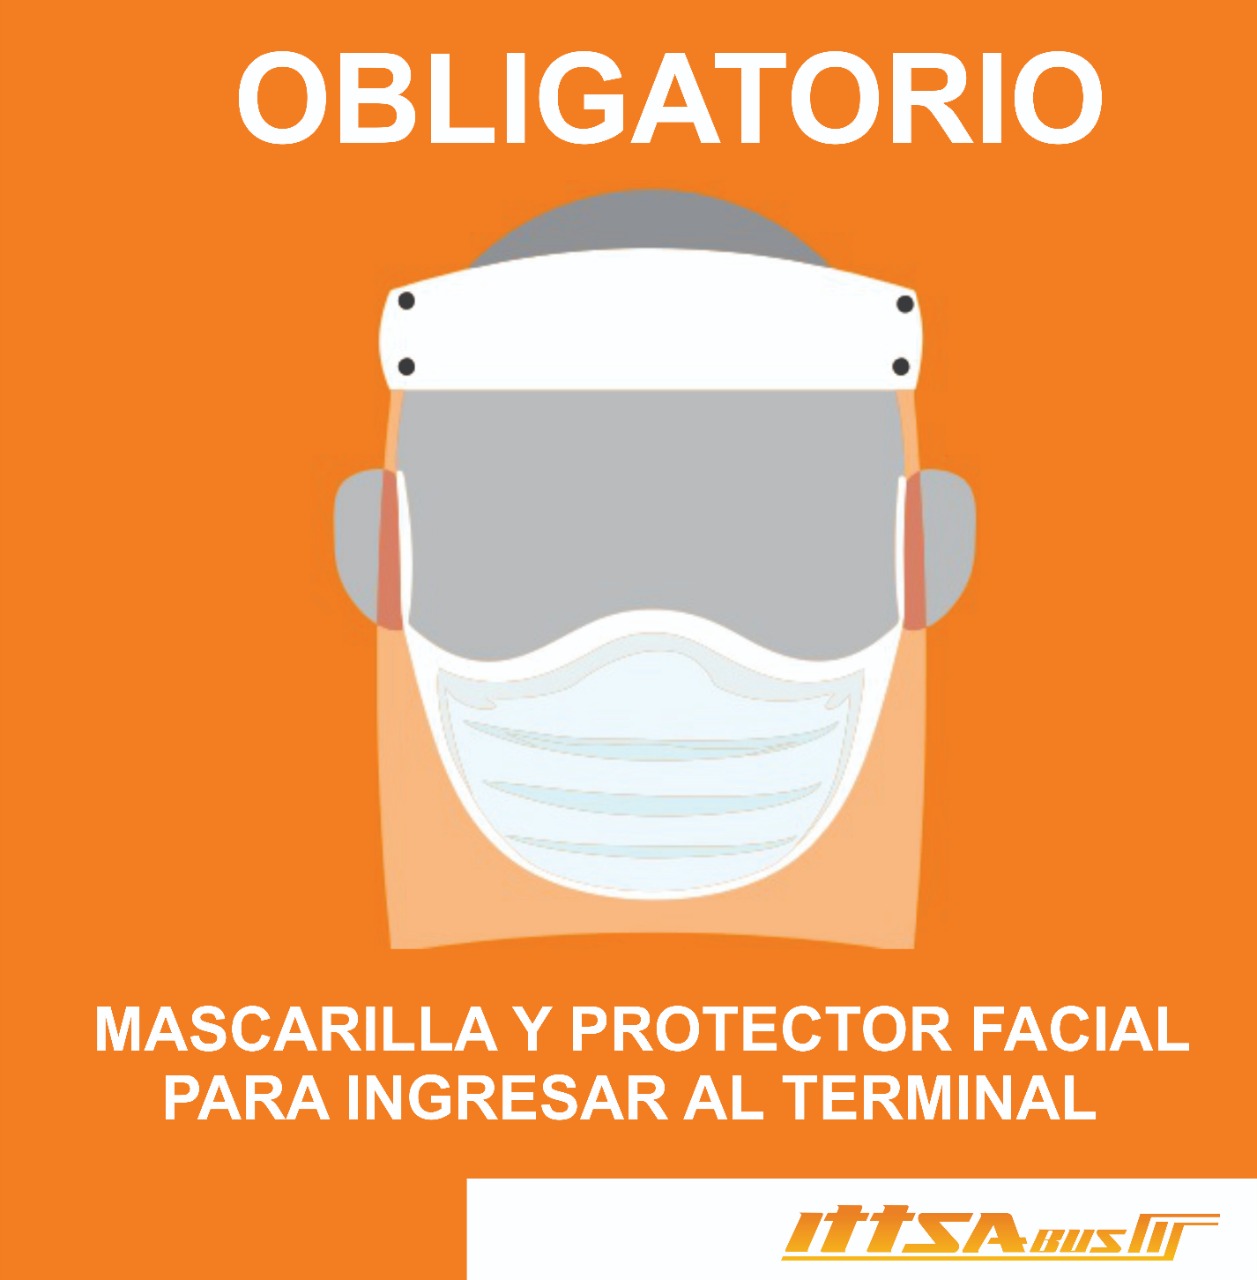 OBLIGATORIO
MASCARILLA Y PROTECTOR FACIAL
PARA INGRESAR AL TERMINAL
ITTSA BUS